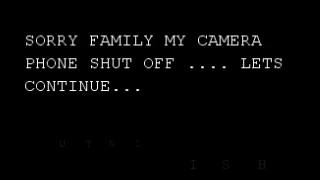 SORRY FAMILY MY CAMERA
PHONE SHUT OFF .... LETS
CONTINUE...
I S H